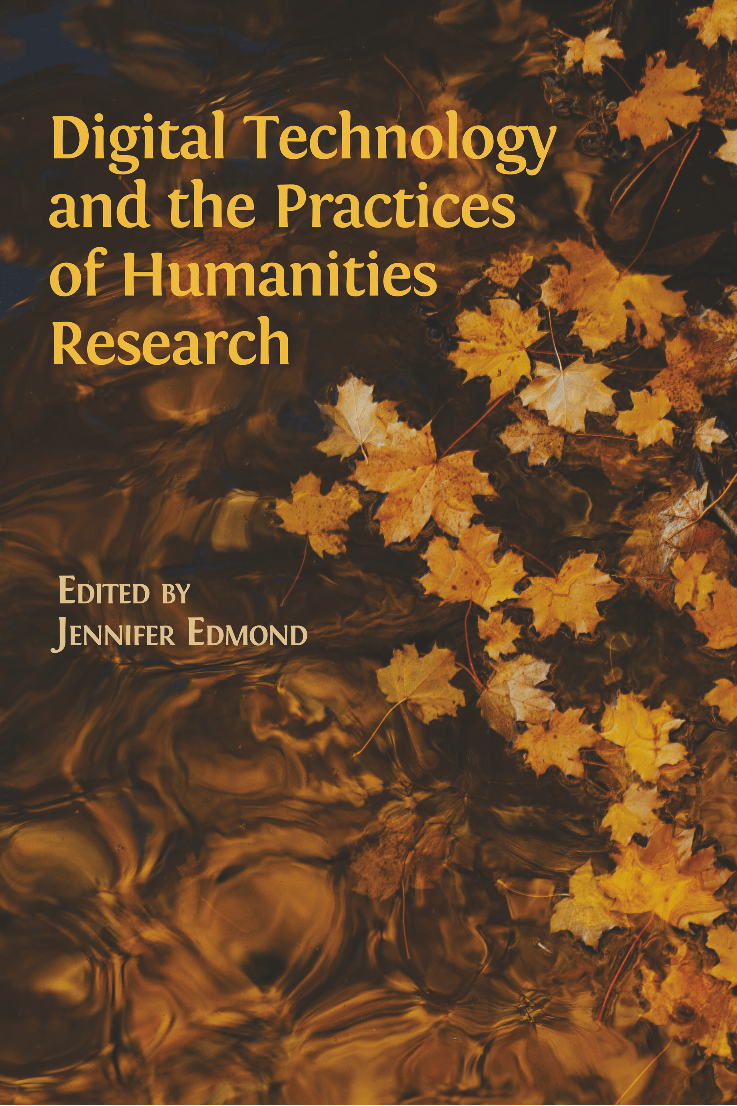 Digital Technology
and the Practices
of Humanities
Research
Edited by
Jennifer Edmond